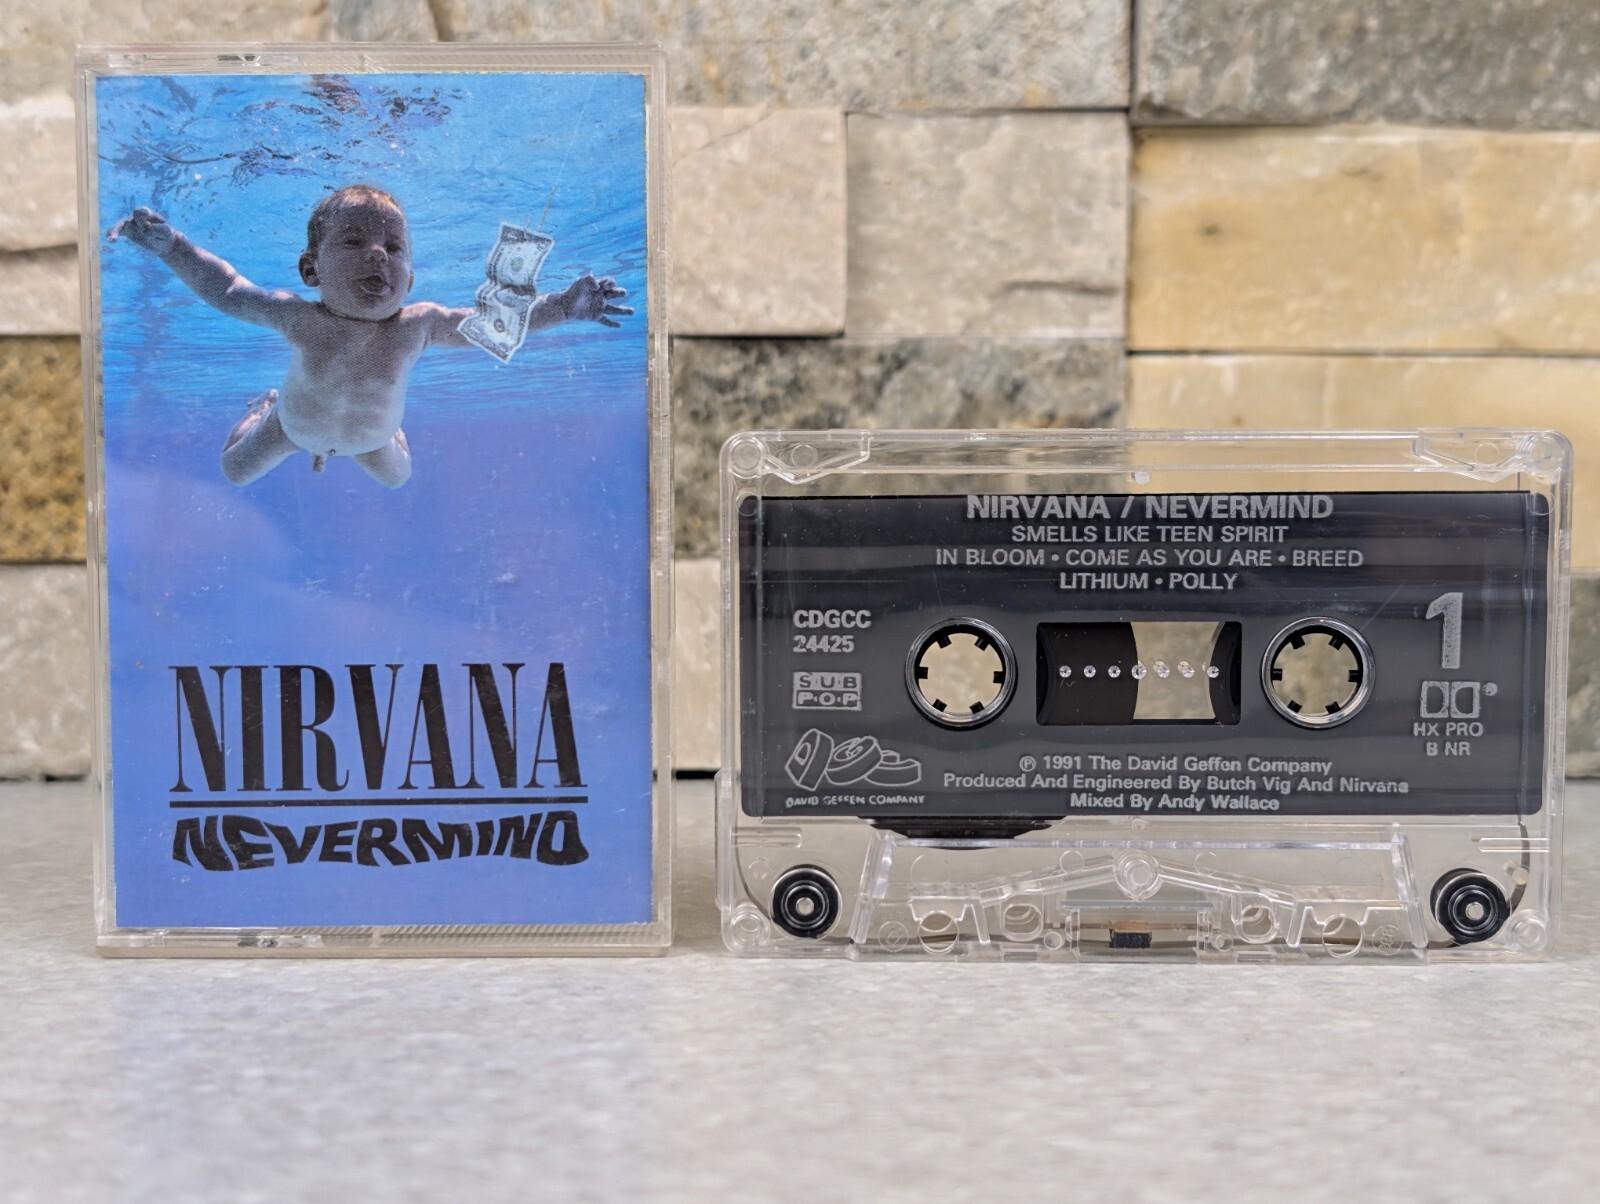 NIRVANA
NEVERMIND
NIRVANA / NEVERMIND
SMELLS LIKE TEEN SPIRIT
IN BLOOM • COME AS YOU ARE • BREED
LITHIUM • POLLY
CDGCC
24425
SUB
POP
1
HX PRO
B NR
DAVID GEFFEN COMPANY
℗ 1991 The David Geffen Company
Produced And Engineered By Butch Vig And Nirvana
Mixed By Andy Wallace